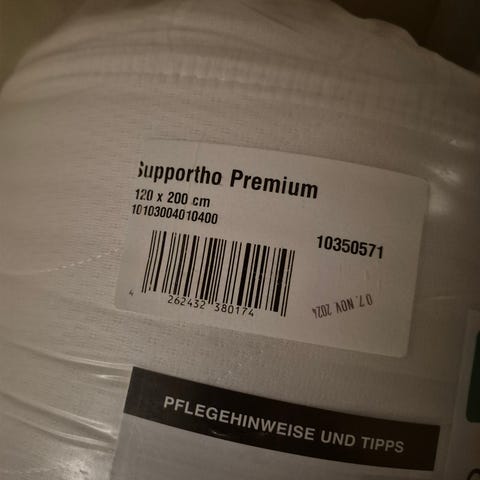 Supportho Premium
120 x 200 cm
10103004010400
10350571
4 262432 380174
07. NOV. 2024
PFLEGEHINWEISE UND TIPPS